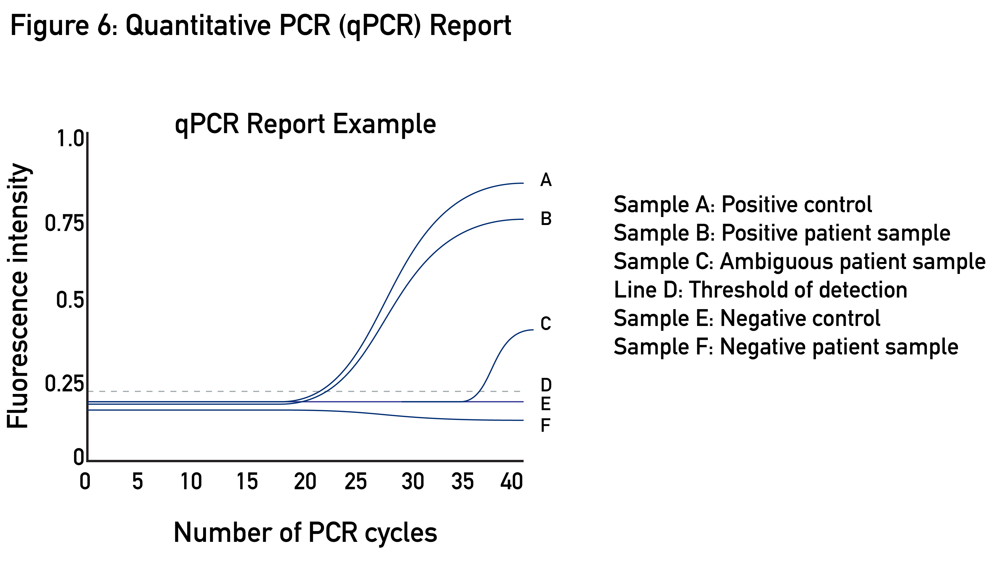 Figure 6: Quantitative PCR (qPCR) Report
qPCR Report Example
Fluorescence intensity
1.0
0.75
0.5
0.25
0
A
B
C
D
E
F
Sample A: Positive control
Sample B: Positive patient sample
Sample C: Ambiguous patient sample
Line D: Threshold of detection
Sample E: Negative control
Sample F: Negative patient sample
0 5 10 15 20 25 30 35 40
Number of PCR cycles